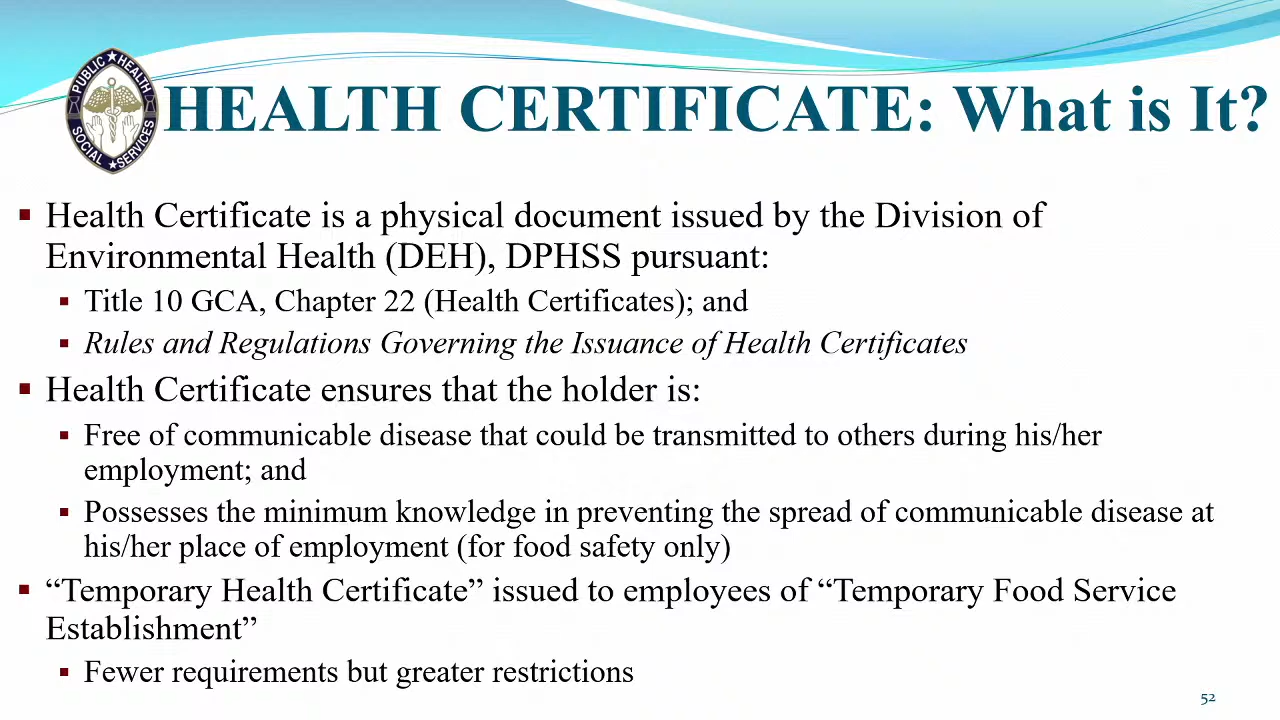 PUBLIC HEALTH
SOCIAL SERVICES
HEALTH CERTIFICATE: What is It?
▪ Health Certificate is a physical document issued by the Division of
Environmental Health (DEH), DPHSS pursuant:
▪ Title 10 GCA, Chapter 22 (Health Certificates); and
▪ Rules and Regulations Governing the Issuance of Health Certificates
▪ Health Certificate ensures that the holder is:
▪ Free of communicable disease that could be transmitted to others during his/her
employment; and
▪ Possesses the minimum knowledge in preventing the spread of communicable disease at
his/her place of employment (for food safety only)
▪ “Temporary Health Certificate” issued to employees of “Temporary Food Service
Establishment”
▪ Fewer requirements but greater restrictions
52